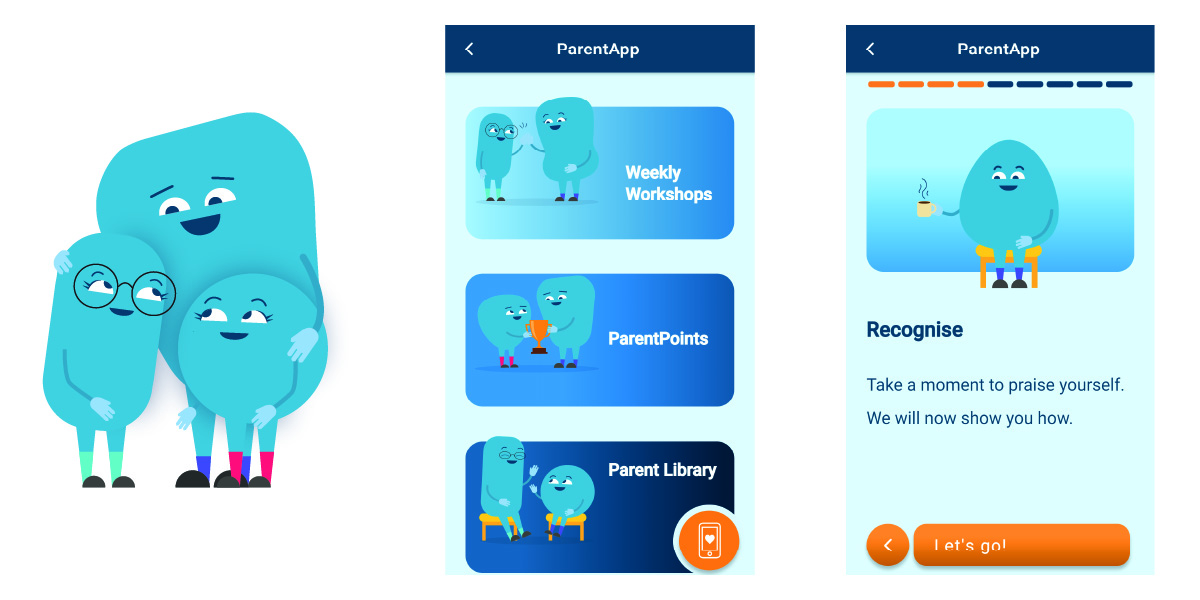 ParentApp
Weekly
Workshops
ParentPoints
Parent Library
ParentApp
Recognise
Take a moment to praise yourself.
We will now show you how.
Let's go!